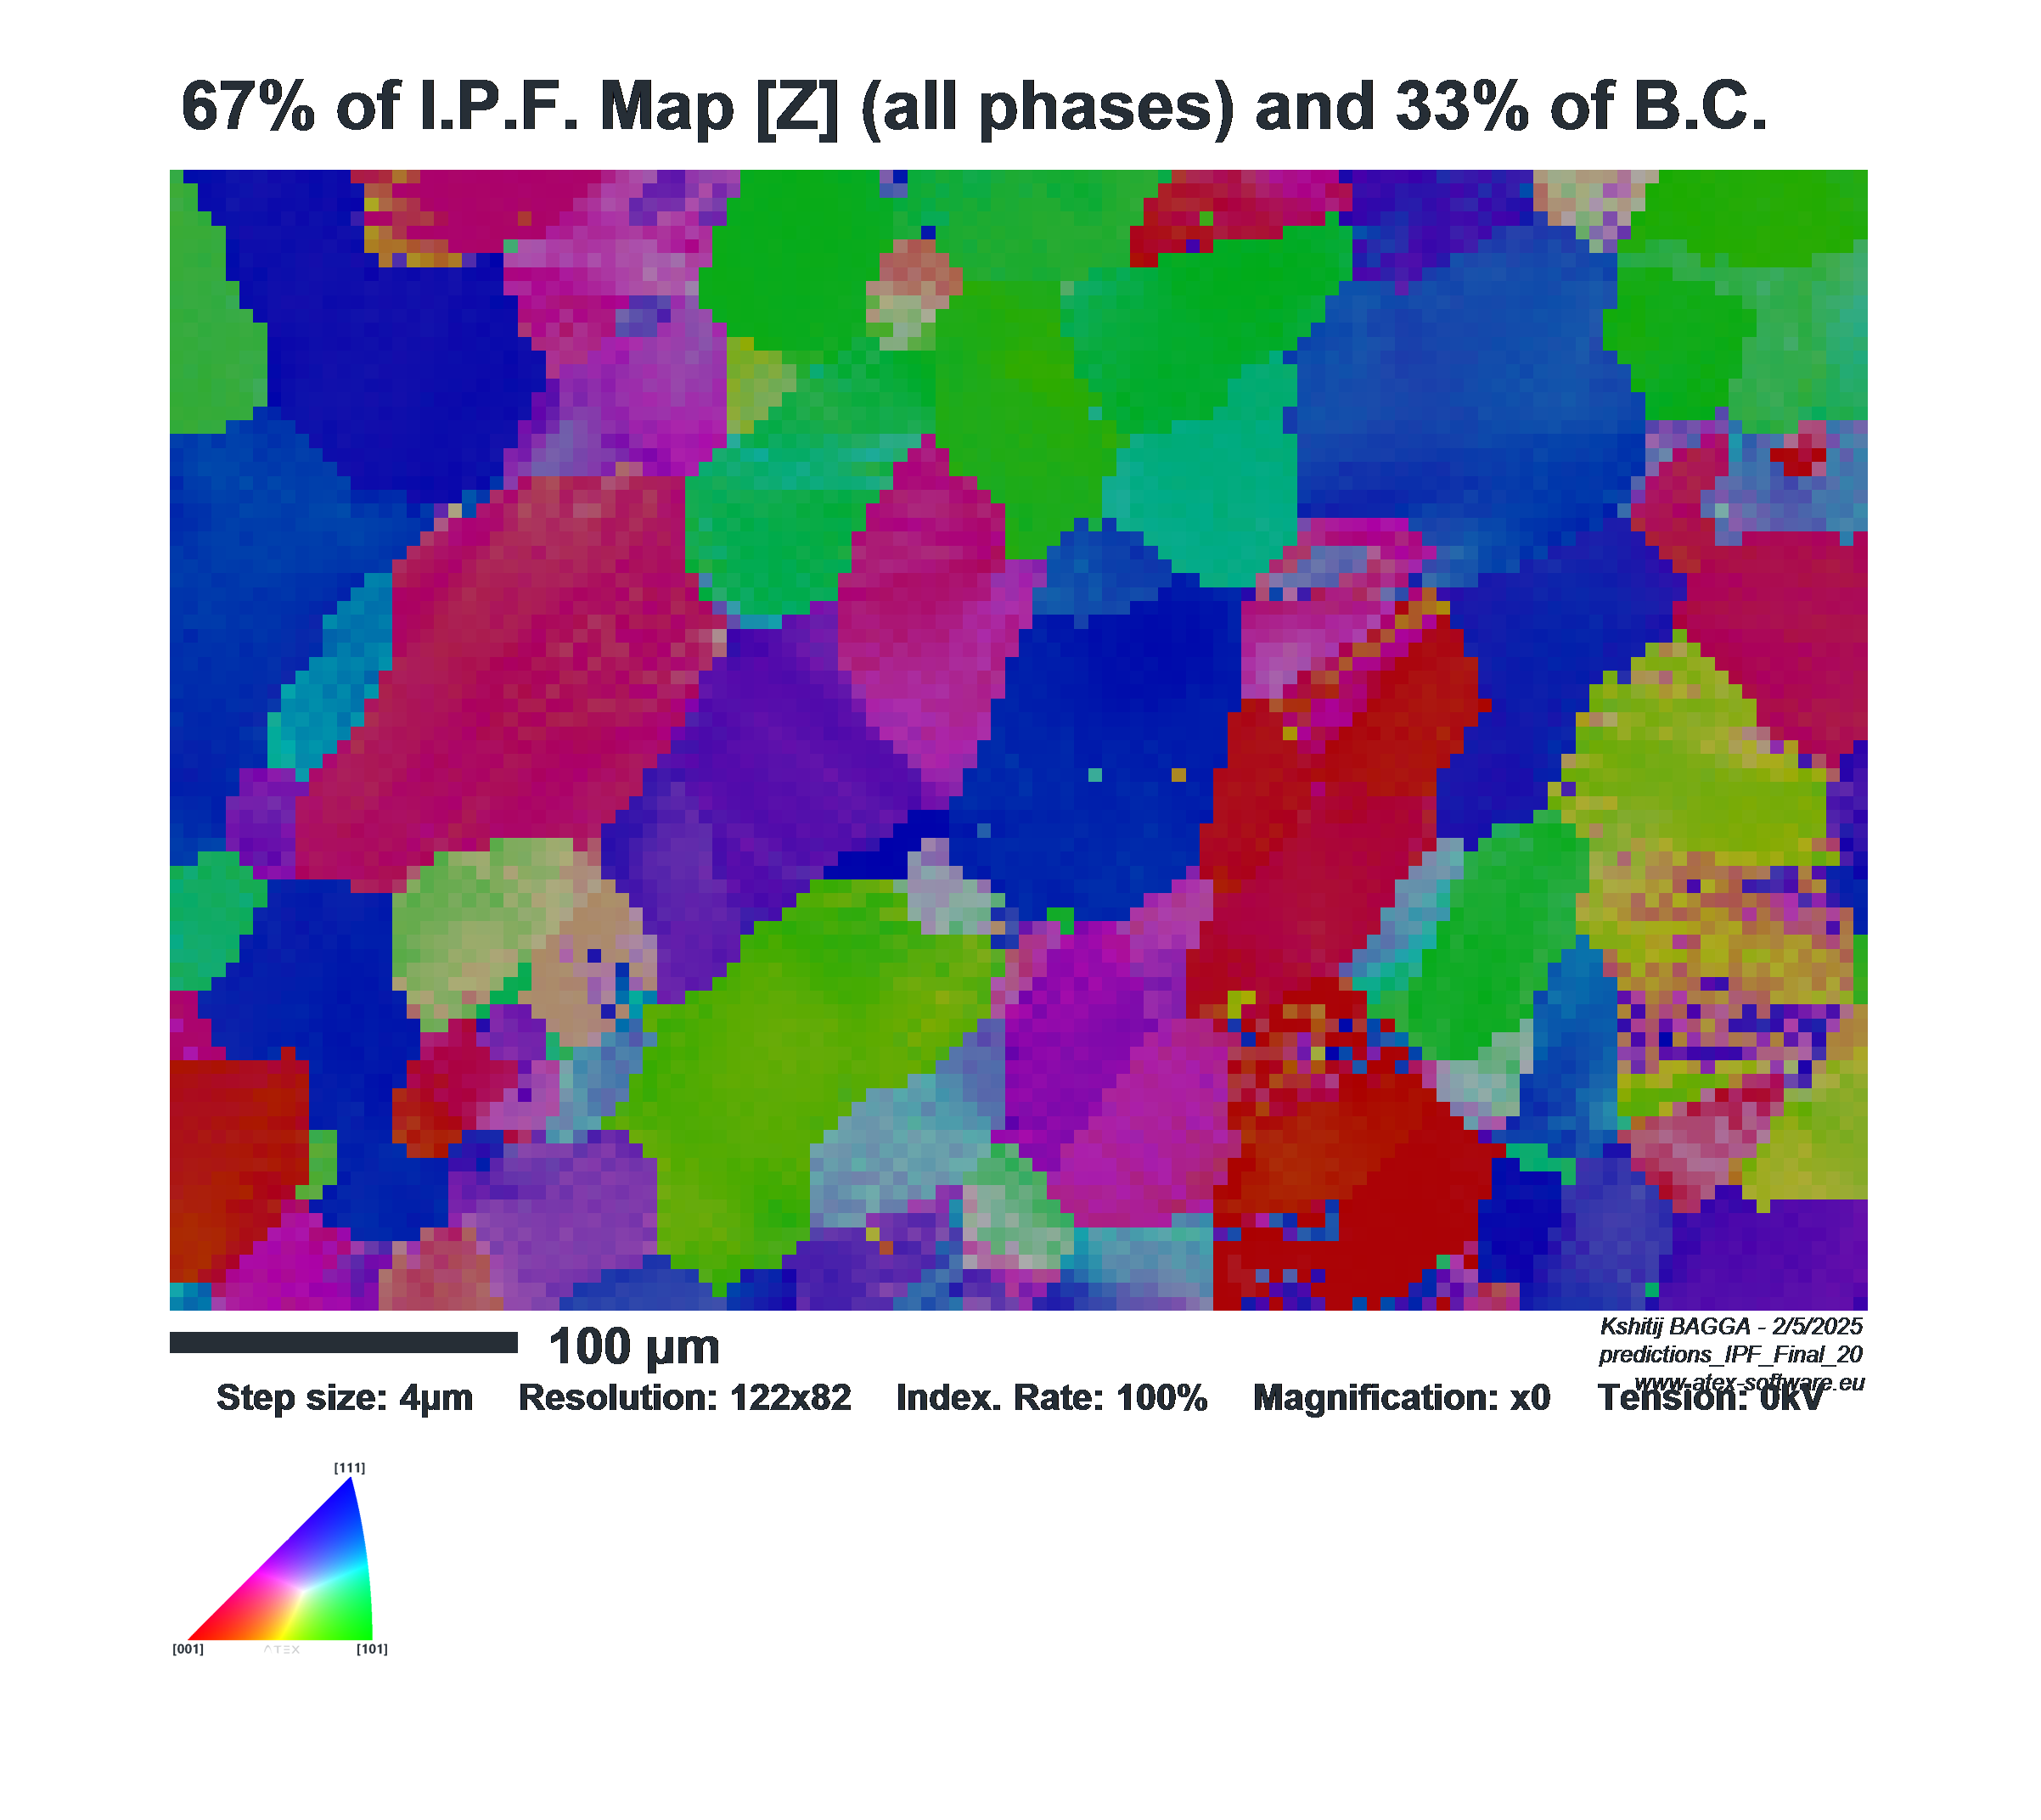 67% of I.P.F. Map [Z] (all phases) and 33% of B.C.
100 µm
Kshitij BAGGA - 2/5/2025
predictions_IPF_Final_20
www.atex-software.eu
Step size: 4µm Resolution: 122x82 Index. Rate: 100% Magnification: x0 Tension: 0kV
[111]
[001] ATEX [101]